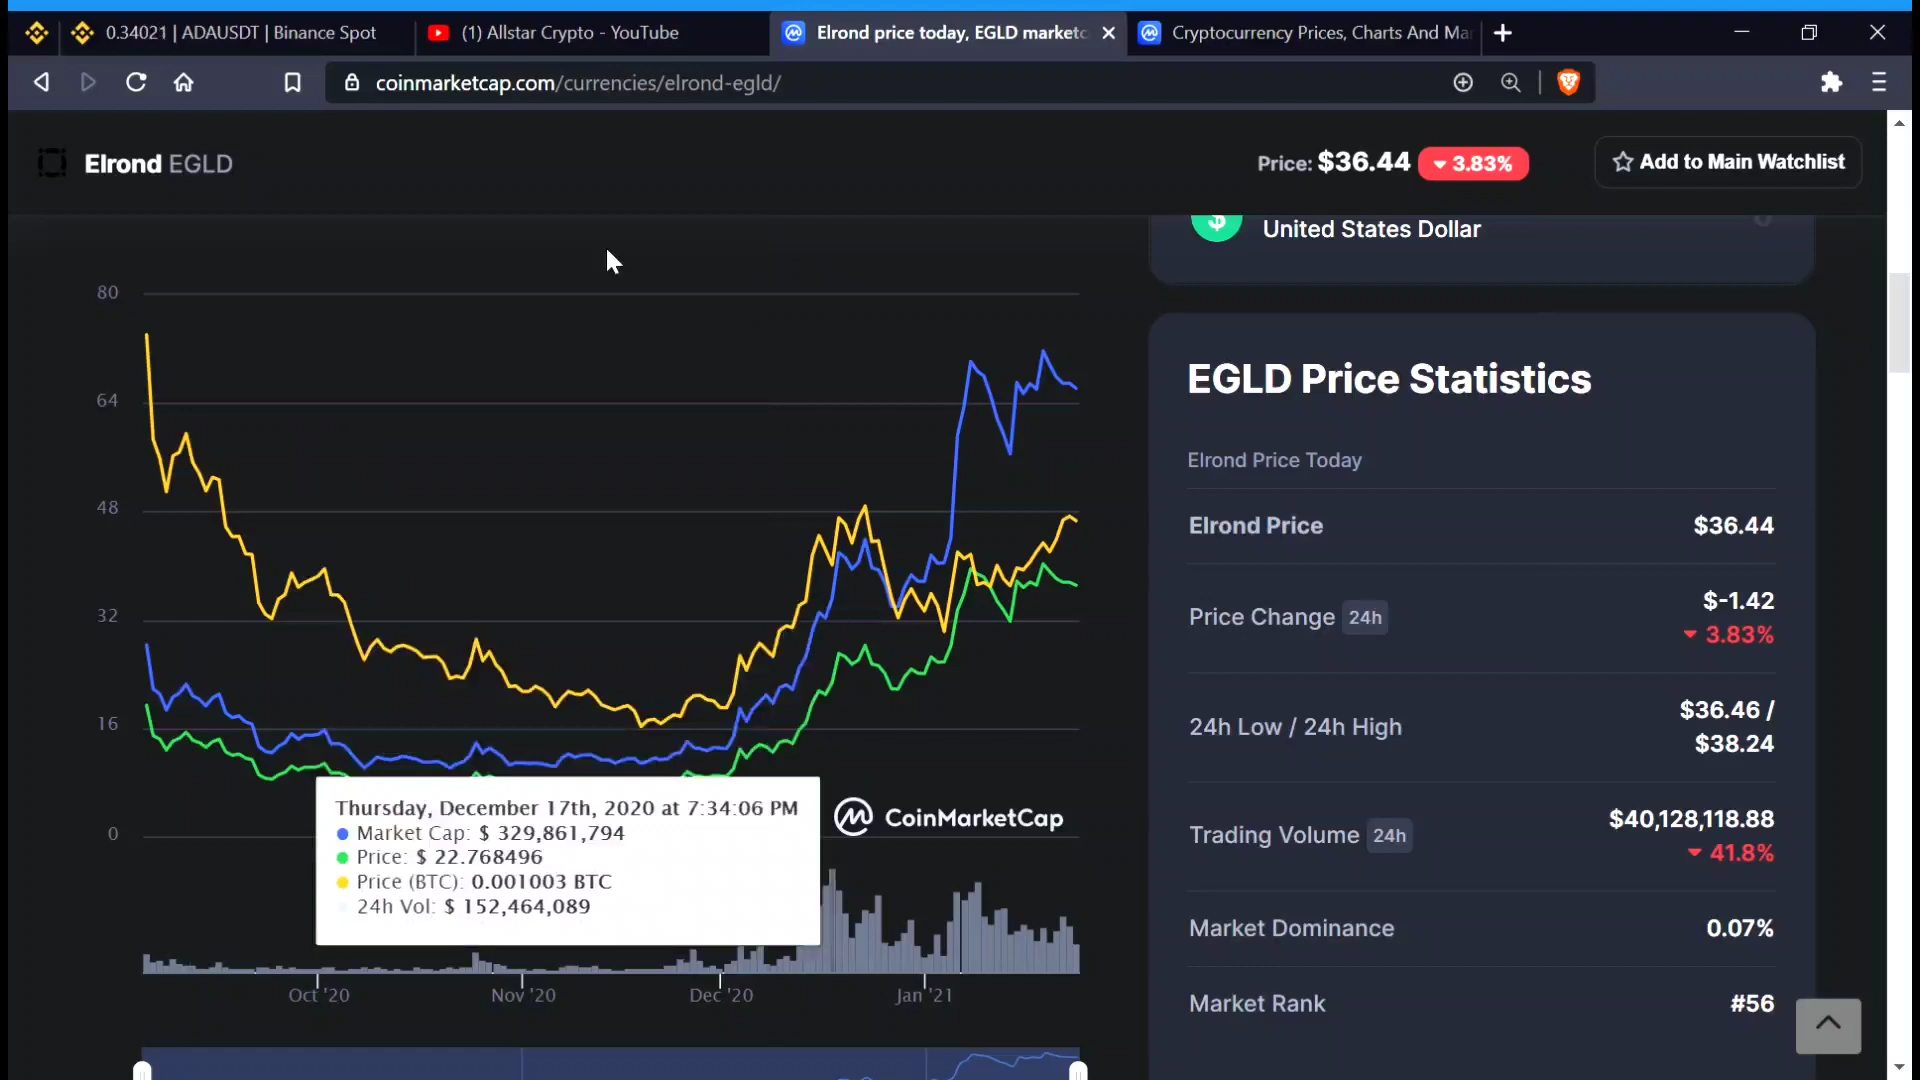 0.34021 | ADAUSDT | Binance Spot
(1) Allstar Crypto - YouTube
Elrond price today, EGLD marketc
Cryptocurrency Prices, Charts And Ma
coinmarketcap.com/currencies/elrond-egld/
Elrond EGLD
Price: $36.44 3.83%
Add to Main Watchlist
United States Dollar
80
64
48
32
16
0
Thursday, December 17th, 2020 at 7:34:06 PM
Market Cap: $ 329,861,794
Price: $ 22.768496
Price (BTC): 0.001003 BTC
24h Vol: $ 152,464,089
CoinMarketCap
Oct '20
Nov '20
Dec '20
Jan '21
EGLD Price Statistics
Elrond Price Today
Elrond Price $36.44
Price Change 24h $-1.42
3.83%
24h Low / 24h High $36.46 /
$38.24
Trading Volume 24h $40,128,118.88
41.8%
Market Dominance 0.07%
Market Rank #56